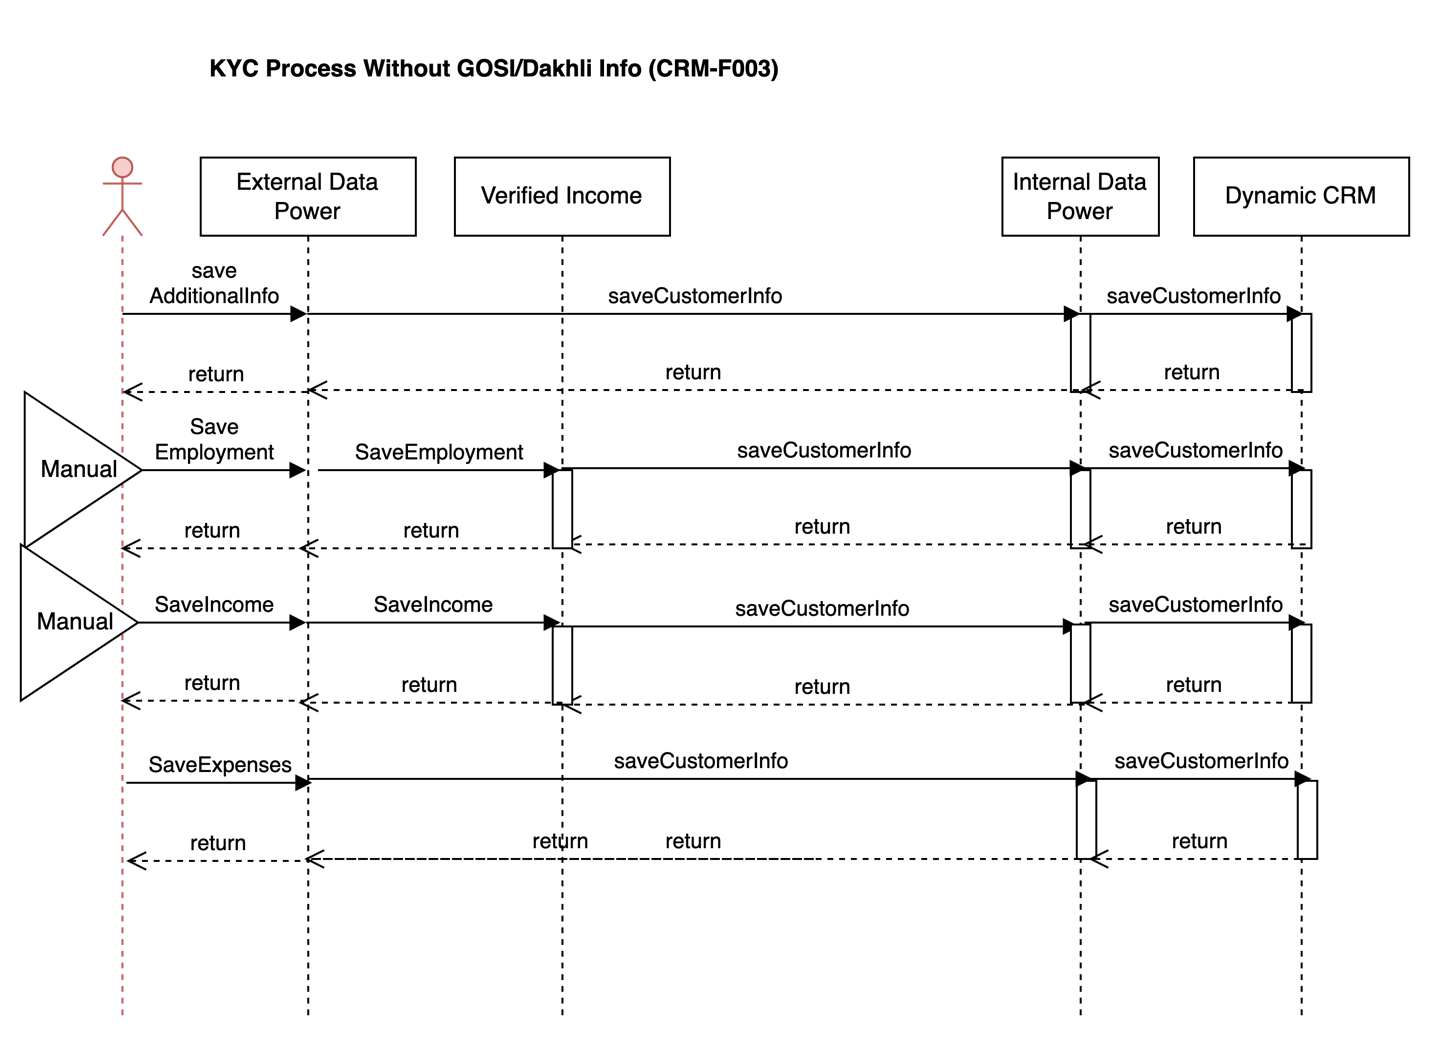 KYC Process Without GOSI/Dakhli Info (CRM-F003)
External Data
Power
Verified Income
Internal Data
Power
Dynamic CRM
save
AdditionalInfo
saveCustomerInfo
saveCustomerInfo
return
return
return
Manual
Save
Employment
SaveEmployment
saveCustomerInfo
saveCustomerInfo
return
return
return
return
Manual
SaveIncome
SaveIncome
saveCustomerInfo
saveCustomerInfo
return
return
return
return
SaveExpenses
saveCustomerInfo
saveCustomerInfo
return
return
return
return